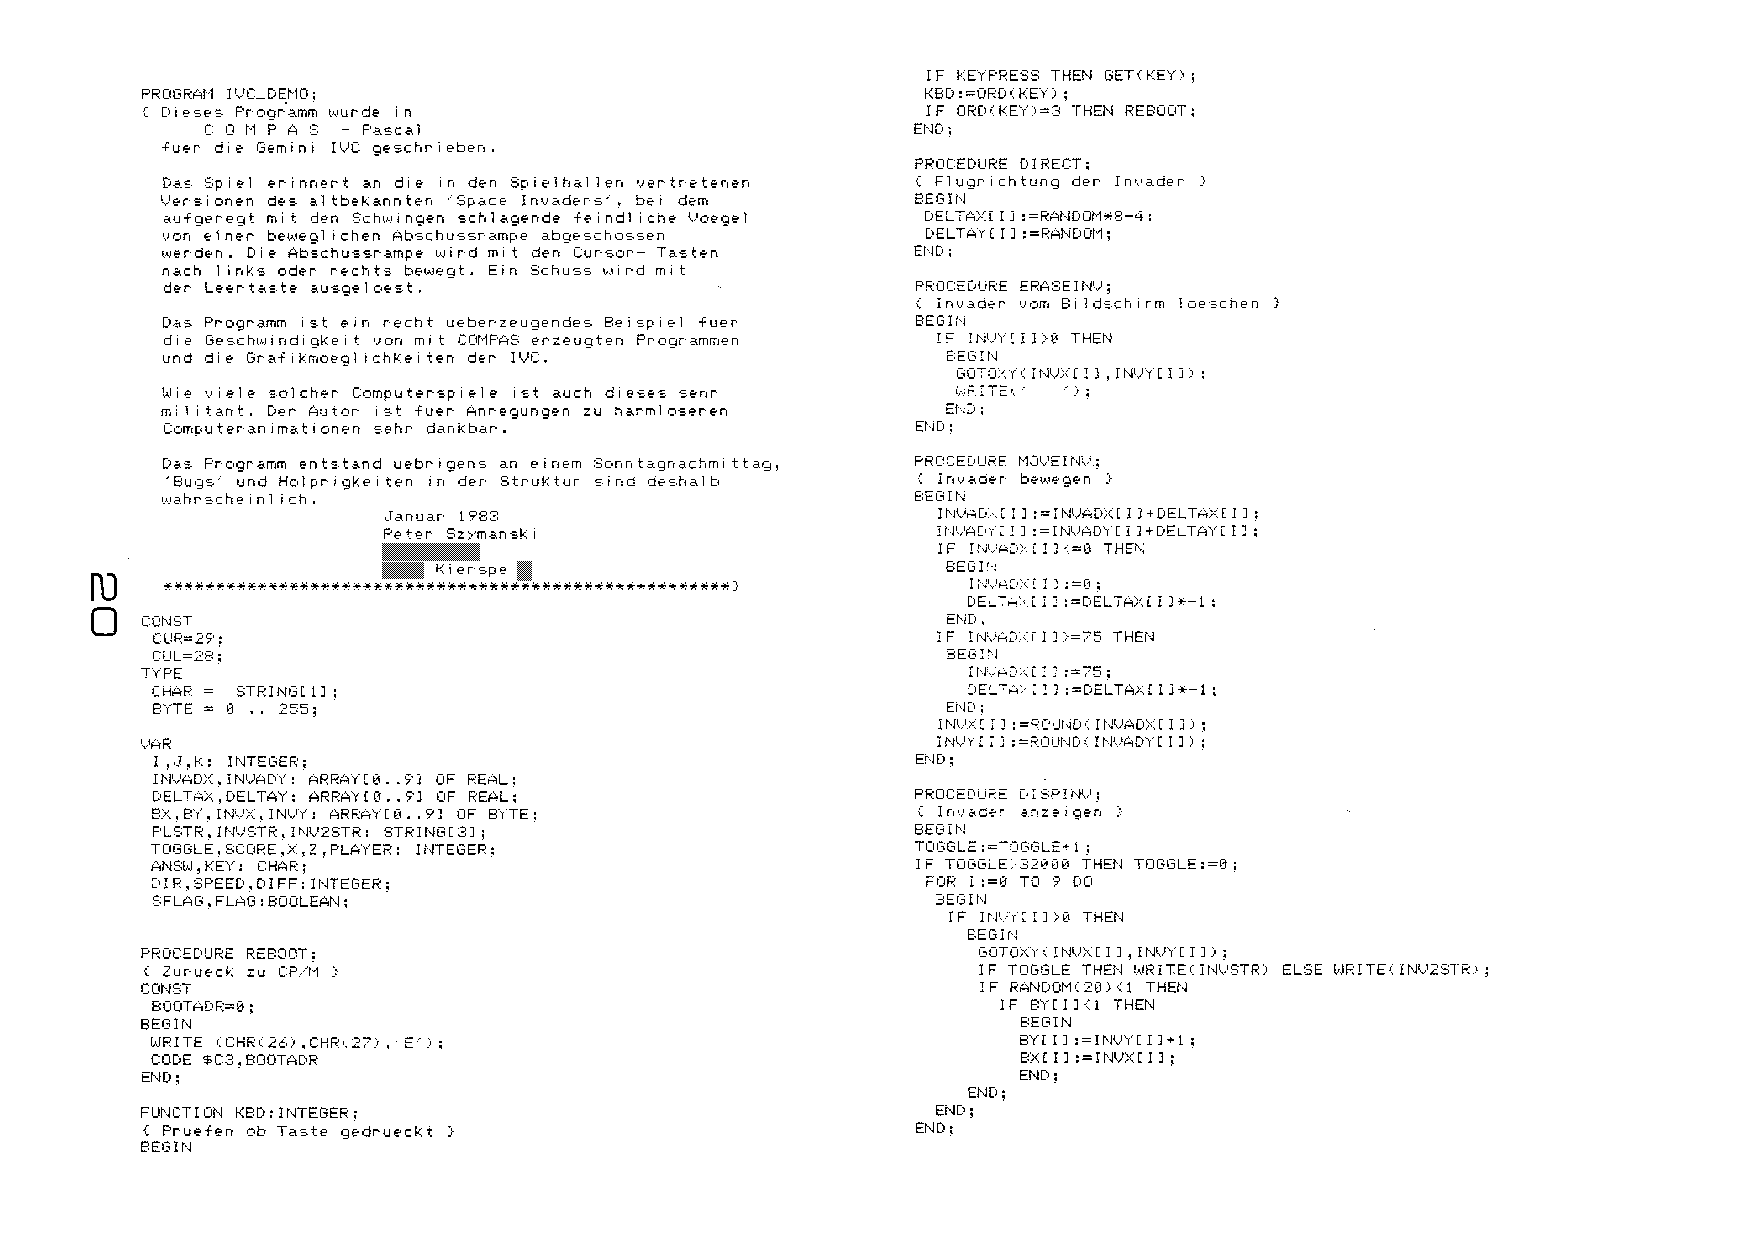 PROGRAM IVC_DEMO;
{ Dieses Programm wurde in
C O M P A S - Pascal
fuer die Gemini IVC geschrieben.
Das Spiel erinnert an die in den Spielhallen vertretenen
Versionen des altbekannten 'Space Invaders', bei dem
aufgeregt mit den Schwingen schlagende feindliche Voegel
von einer beweglichen Abschussrampe abgeschossen
werden. Die Abschussrampe wird mit den Cursor- Tasten
nach links oder rechts bewegt. Ein Schuss wird mit
der Leertaste ausgeloest.
Das Programm ist ein recht ueberzeugendes Beispiel fuer
die Geschwindigkeit von mit COMPAS erzeugten Programmen
und die Grafikmoeglichkeiten der IVC.
Wie viele solcher Computerspiele ist auch dieses sehr
militant. Der Autor ist fuer Anregungen zu harmloseren
Computeranimationen sehr dankbar.
Das Programm entstand uebrigens an einem Sonntagnachmittag,
'Bugs' und Holprigkeiten in der Struktur sind deshalb
wahrscheinlich.
Januar 1983
Peter Szymanski
Kierspe
******************************************************}
20
CONST
CUR=29;
CUL=28;
TYPE
CHAR = STRING[1];
BYTE = 0 .. 255;
VAR
I,J,K: INTEGER;
INVADX,INVADY: ARRAY[0..9] OF REAL;
DELTAX,DELTAY: ARRAY[0..9] OF REAL;
BX,BY,INVX,INVY: ARRAY[0..9] OF BYTE;
PLSTR,INVSTR,INV2STR: STRING[3];
TOGGLE,SCORE,X,Z,PLAYER: INTEGER;
ANSW,KEY: CHAR;
DIR,SPEED,DIFF:INTEGER;
SFLAG,FLAG:BOOLEAN;
PROCEDURE REBOOT;
{ Zurueck zu CP/M }
CONST
BOOTADR=0;
BEGIN
WRITE (CHR(26),CHR(27),'E');
CODE $C3,BOOTADR
END;
FUNCTION KBD:INTEGER;
{ Pruefen ob Taste gedrueckt }
BEGIN
IF KEYPRESS THEN GET(KEY);
KBD:=ORD(KEY);
IF ORD(KEY)=3 THEN REBOOT;
END;
PROCEDURE DIRECT;
{ Flugrichtung der Invader }
BEGIN
DELTAX[I]:=RANDOM*8-4;
DELTAY[I]:=RANDOM;
END;
PROCEDURE ERASEINV;
{ Invader vom Bildschirm loeschen }
BEGIN
IF INVY[I]>0 THEN
BEGIN
GOTOXY(INVX[I],INVY[I]);
WRITE('   ');
END;
END;
PROCEDURE MOVEINV;
{ Invader bewegen }
BEGIN
INVADX[I]:=INVADX[I]+DELTAX[I];
INVADY[I]:=INVADY[I]+DELTAY[I];
IF INVADX[I]<=0 THEN
BEGIN
INVADX[I]:=0;
DELTAX[I]:=DELTAX[I]*-1;
END;
IF INVADX[I]>=75 THEN
BEGIN
INVADX[I]:=75;
DELTAX[I]:=DELTAX[I]*-1;
END;
INVX[I]:=ROUND(INVADX[I]);
INVY[I]:=ROUND(INVADY[I]);
END;
PROCEDURE DISPINV;
{ Invader anzeigen }
BEGIN
TOGGLE:=TOGGLE+1;
IF TOGGLE>32000 THEN TOGGLE:=0;
FOR I:=0 TO 9 DO
BEGIN
IF INVY[I]>0 THEN
BEGIN
GOTOXY(INVX[I],INVY[I]);
IF TOGGLE THEN WRITE(INVSTR) ELSE WRITE(INV2STR);
IF RANDOM(20)<1 THEN
IF BY[I]<1 THEN
BEGIN
BY[I]:=INVY[I]+1;
BX[I]:=INVX[I];
END;
END;
END;
END;